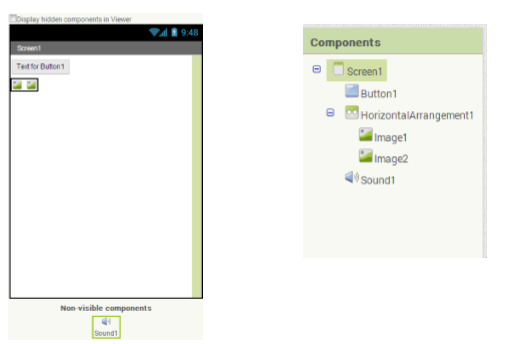 Display hidden components in Viewer
9:48
Screen1
Text for Button1
Non-visible components
Sound1
Components
Screen1
Button1
HorizontalArrangement1
Image1
Image2
Sound1